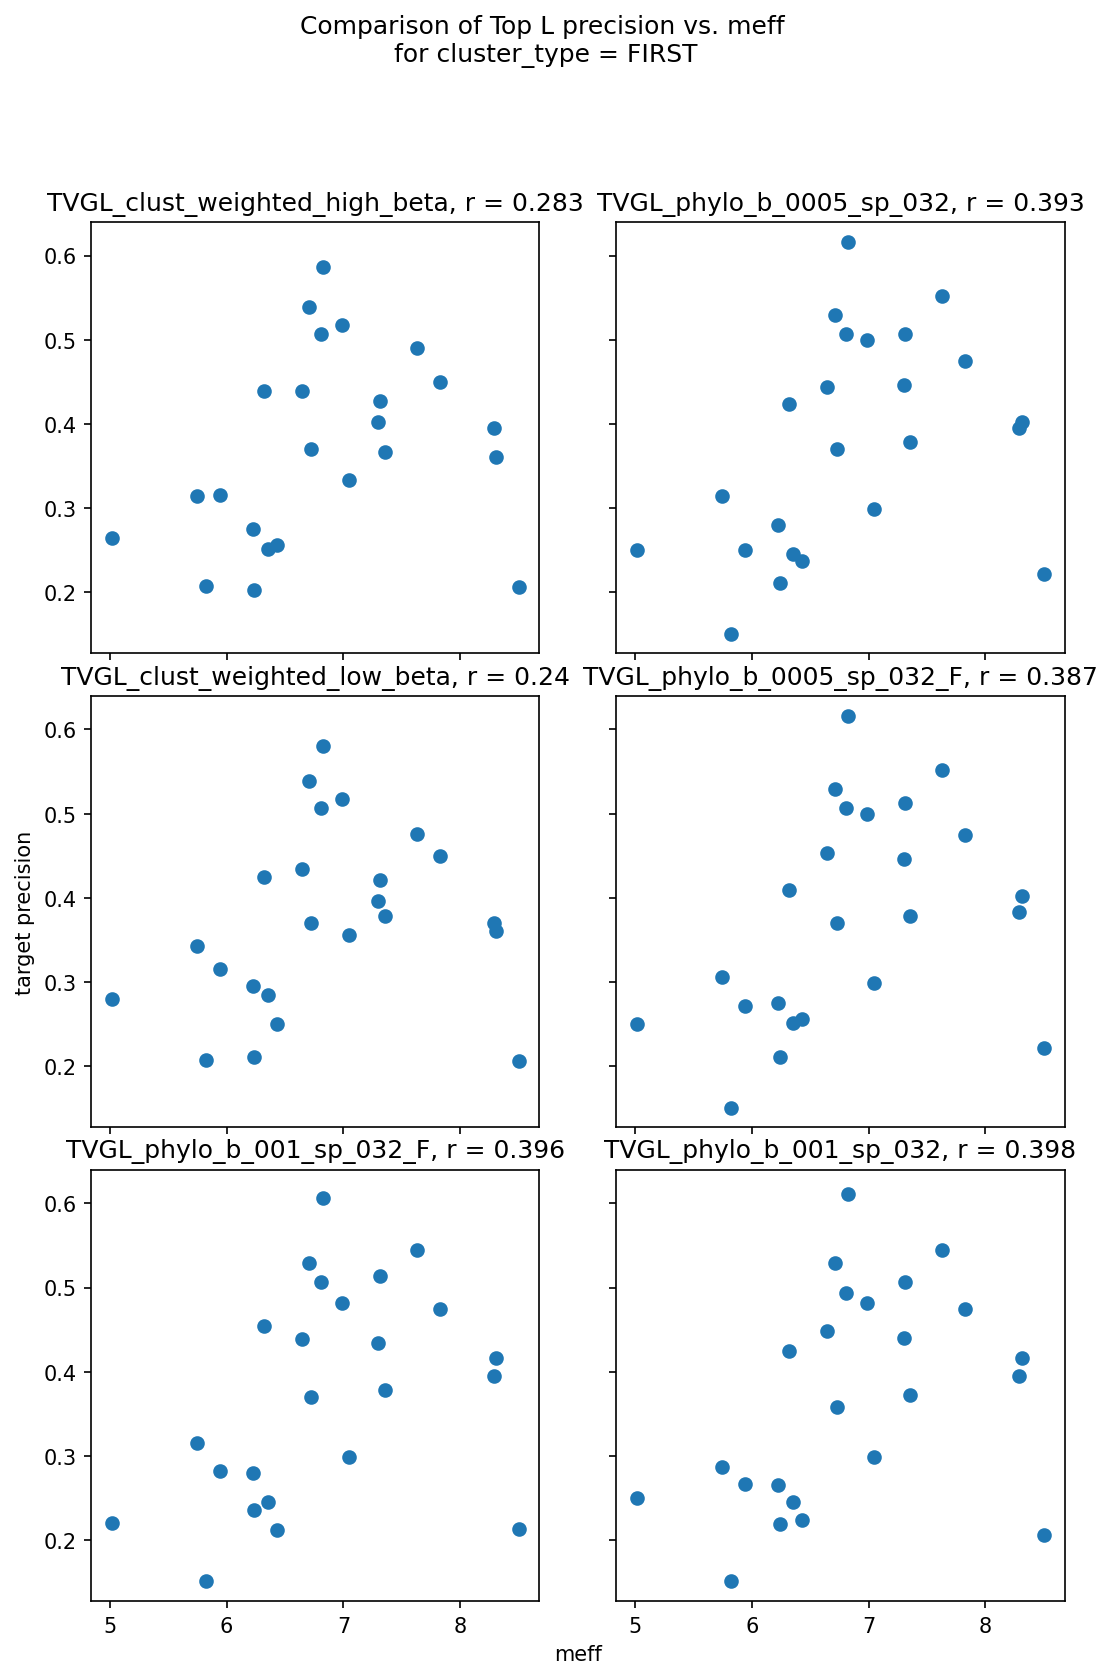 Comparison of Top L precision vs. meff
for cluster_type = FIRST
TVGL_clust_weighted_high_beta, r = 0.283
TVGL_phylo_b_0005_sp_032, r = 0.393
0.6
0.5
0.4
0.3
0.2
TVGL_clust_weighted_low_beta, r = 0.24
TVGL_phylo_b_0005_sp_032_F, r = 0.387
0.6
0.5
0.4
0.3
0.2
target precision
TVGL_phylo_b_001_sp_032_F, r = 0.396
TVGL_phylo_b_001_sp_032, r = 0.398
0.6
0.5
0.4
0.3
0.2
5 6 7 8
5 6 7 8
meff